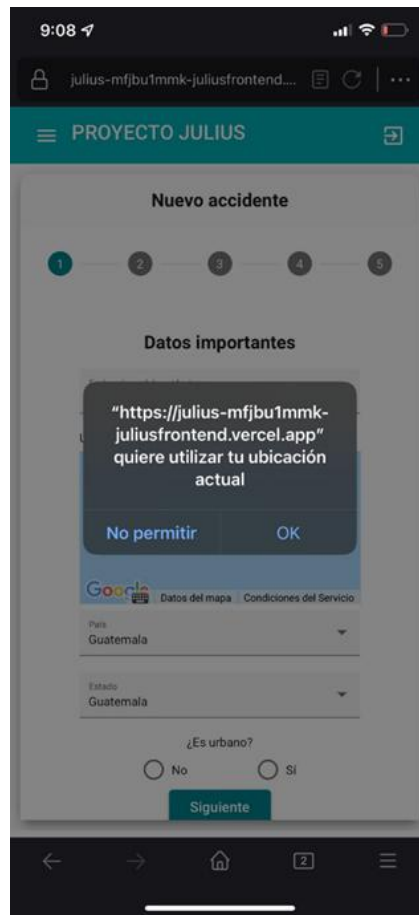 9:08
julius-mfjbu1mmk-juliusfrontend....
PROYECTO JULIUS
Nuevo accidente
1 2 3 4 5
Datos importantes
“https://julius-mfjbu1mmk-
juliusfrontend.vercel.app”
quiere utilizar tu ubicación
actual
No permitir OK
Google Datos del mapa Condiciones del Servicio
País
Guatemala
Estado
Guatemala
¿Es urbano?
No Sí
Siguiente
2